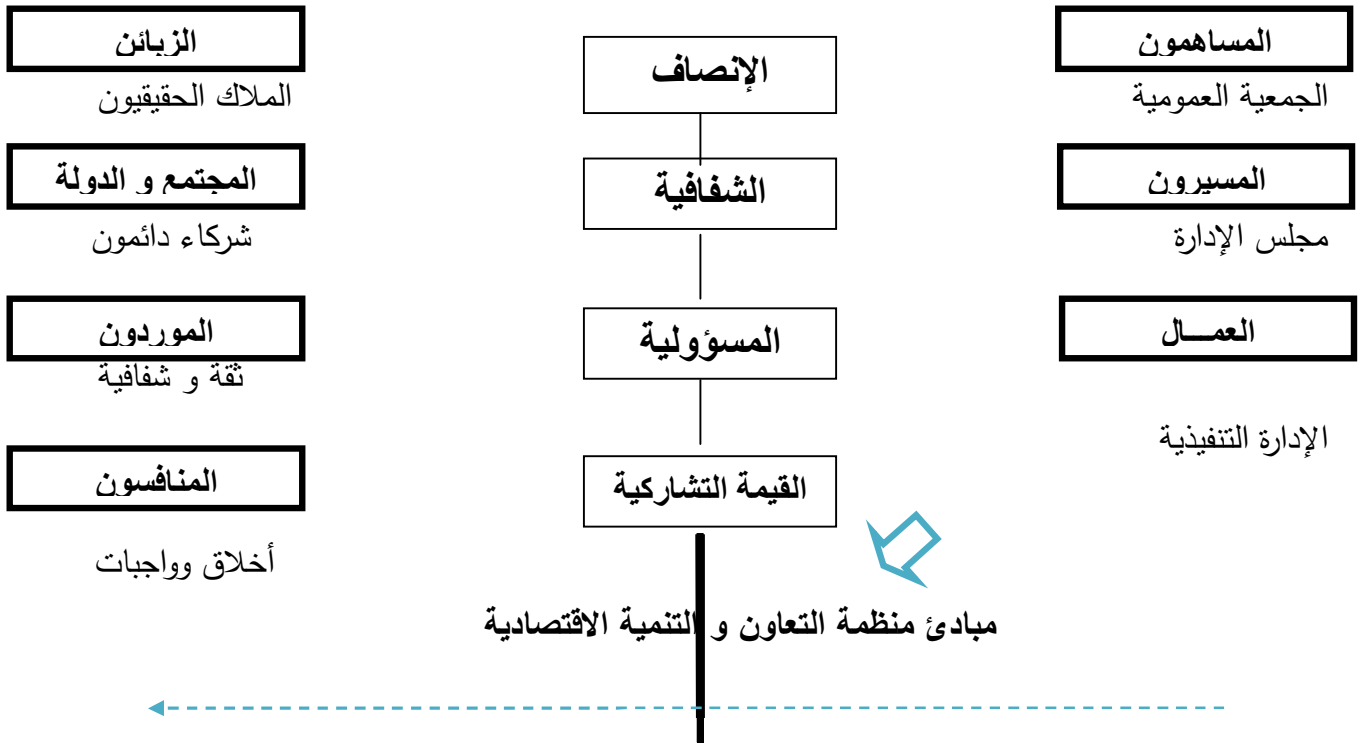 المساهمون
الجمعية العمومية
المسيرون
مجلس الإدارة
العمـــال
الإدارة التنفيذية
الإنصاف
الشفافية
المسؤولية
القيمة التشاركية
مبادئ منظمة التعاون و التنمية الاقتصادية
الزبائن
الملاك الحقيقيون
المجتمع و الدولة
شركاء دائمون
الموردون
ثقة و شفافية
المنافسون
أخلاق وواجبات